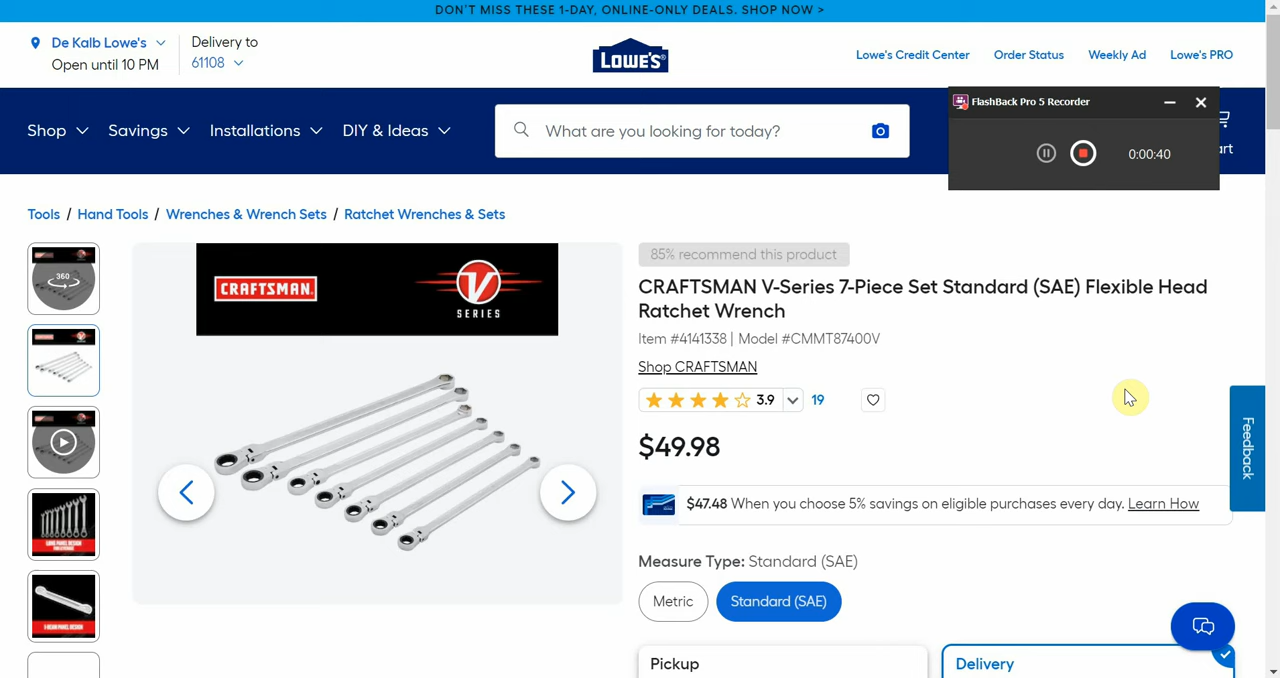 DON'T MISS THESE 1-DAY, ONLINE-ONLY DEALS. SHOP NOW >
De Kalb Lowe's
Open until 10 PM
Delivery to
61108
LOWE'S
Lowe's Credit Center
Order Status
Weekly Ad
Lowe's PRO
FlashBack Pro 5 Recorder
0:00:40
Shop
Savings
Installations
DIY & Ideas
What are you looking for today?
art
Tools / Hand Tools / Wrenches & Wrench Sets / Ratchet Wrenches & Sets
360
CRAFTSMAN
V
SERIES
85% recommend this product
CRAFTSMAN V-Series 7-Piece Set Standard (SAE) Flexible Head
Ratchet Wrench
Item #4141338 | Model #CMMT87400V
Shop CRAFTSMAN
3.9
19
$49.98
$47.48 When you choose 5% savings on eligible purchases every day. Learn How
Measure Type: Standard (SAE)
Metric
Standard (SAE)
Pickup
Delivery
Feedback